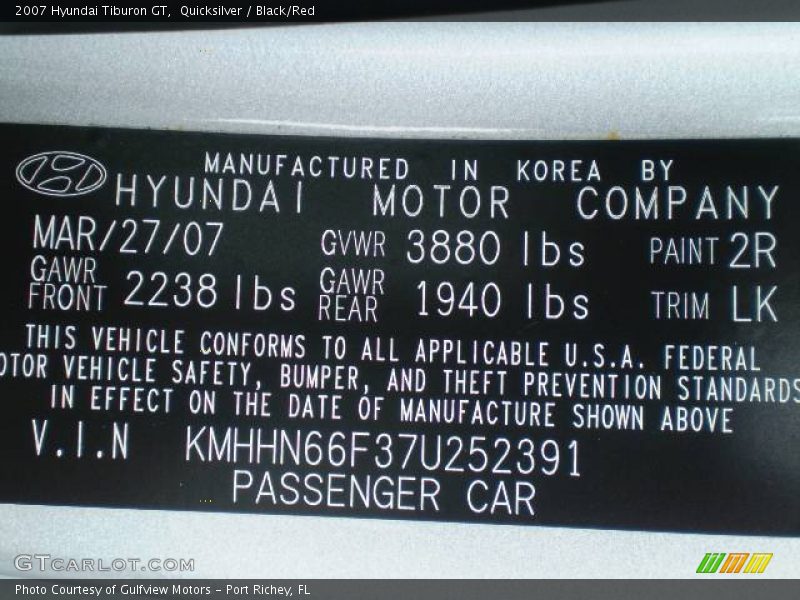 2007 Hyundai Tiburon GT,  Quicksilver / Black/Red
MANUFACTURED IN KOREA BY
HYUNDAI MOTOR COMPANY
MAR/27/07 GVWR 3880 lbs PAINT 2R
GAWR FRONT 2238 lbs GAWR REAR 1940 lbs TRIM LK
THIS VEHICLE CONFORMS TO ALL APPLICABLE U.S.A. FEDERAL
OTOR VEHICLE SAFETY, BUMPER, AND THEFT PREVENTION STANDARDS
IN EFFECT ON THE DATE OF MANUFACTURE SHOWN ABOVE
V.I.N KMHHN66F37U252391
PASSENGER CAR
GTCARLOT.COM
Photo Courtesy of Gulfview Motors - Port Richey, FL